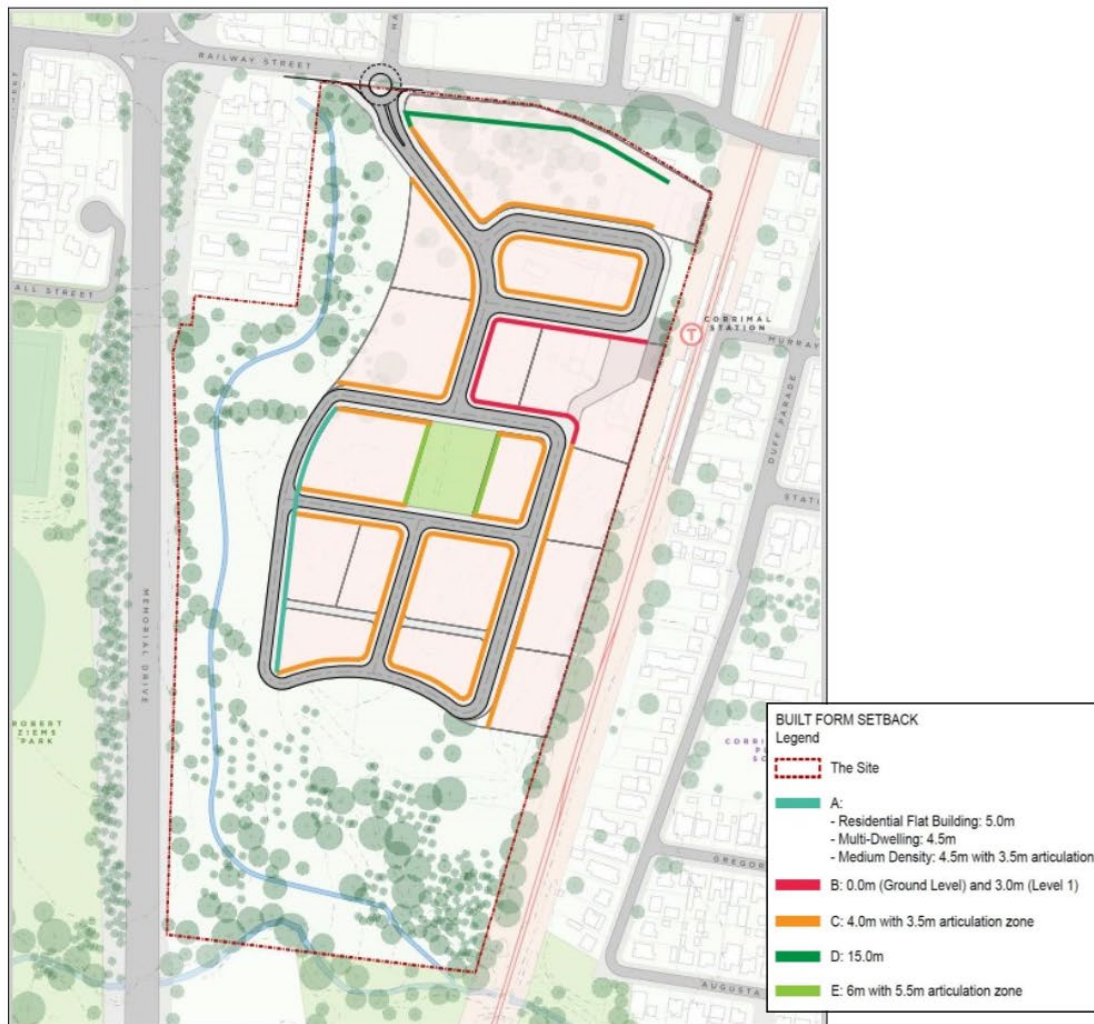 RAILWAY STREET
ALL STREET
CORRIMAL
STATION
T
MURRAY
DUFF PARADE
STATI
MEMORIAL DRIVE
ROBERT
ZIEMS
PARK
GREGOR
AUGUSTA
BUILT FORM SETBACK
Legend
The Site
A:
- Residential Flat Building: 5.0m
- Multi-Dwelling: 4.5m
- Medium Density: 4.5m with 3.5m articulation
B: 0.0m (Ground Level) and 3.0m (Level 1)
C: 4.0m with 3.5m articulation zone
D: 15.0m
E: 6m with 5.5m articulation zone